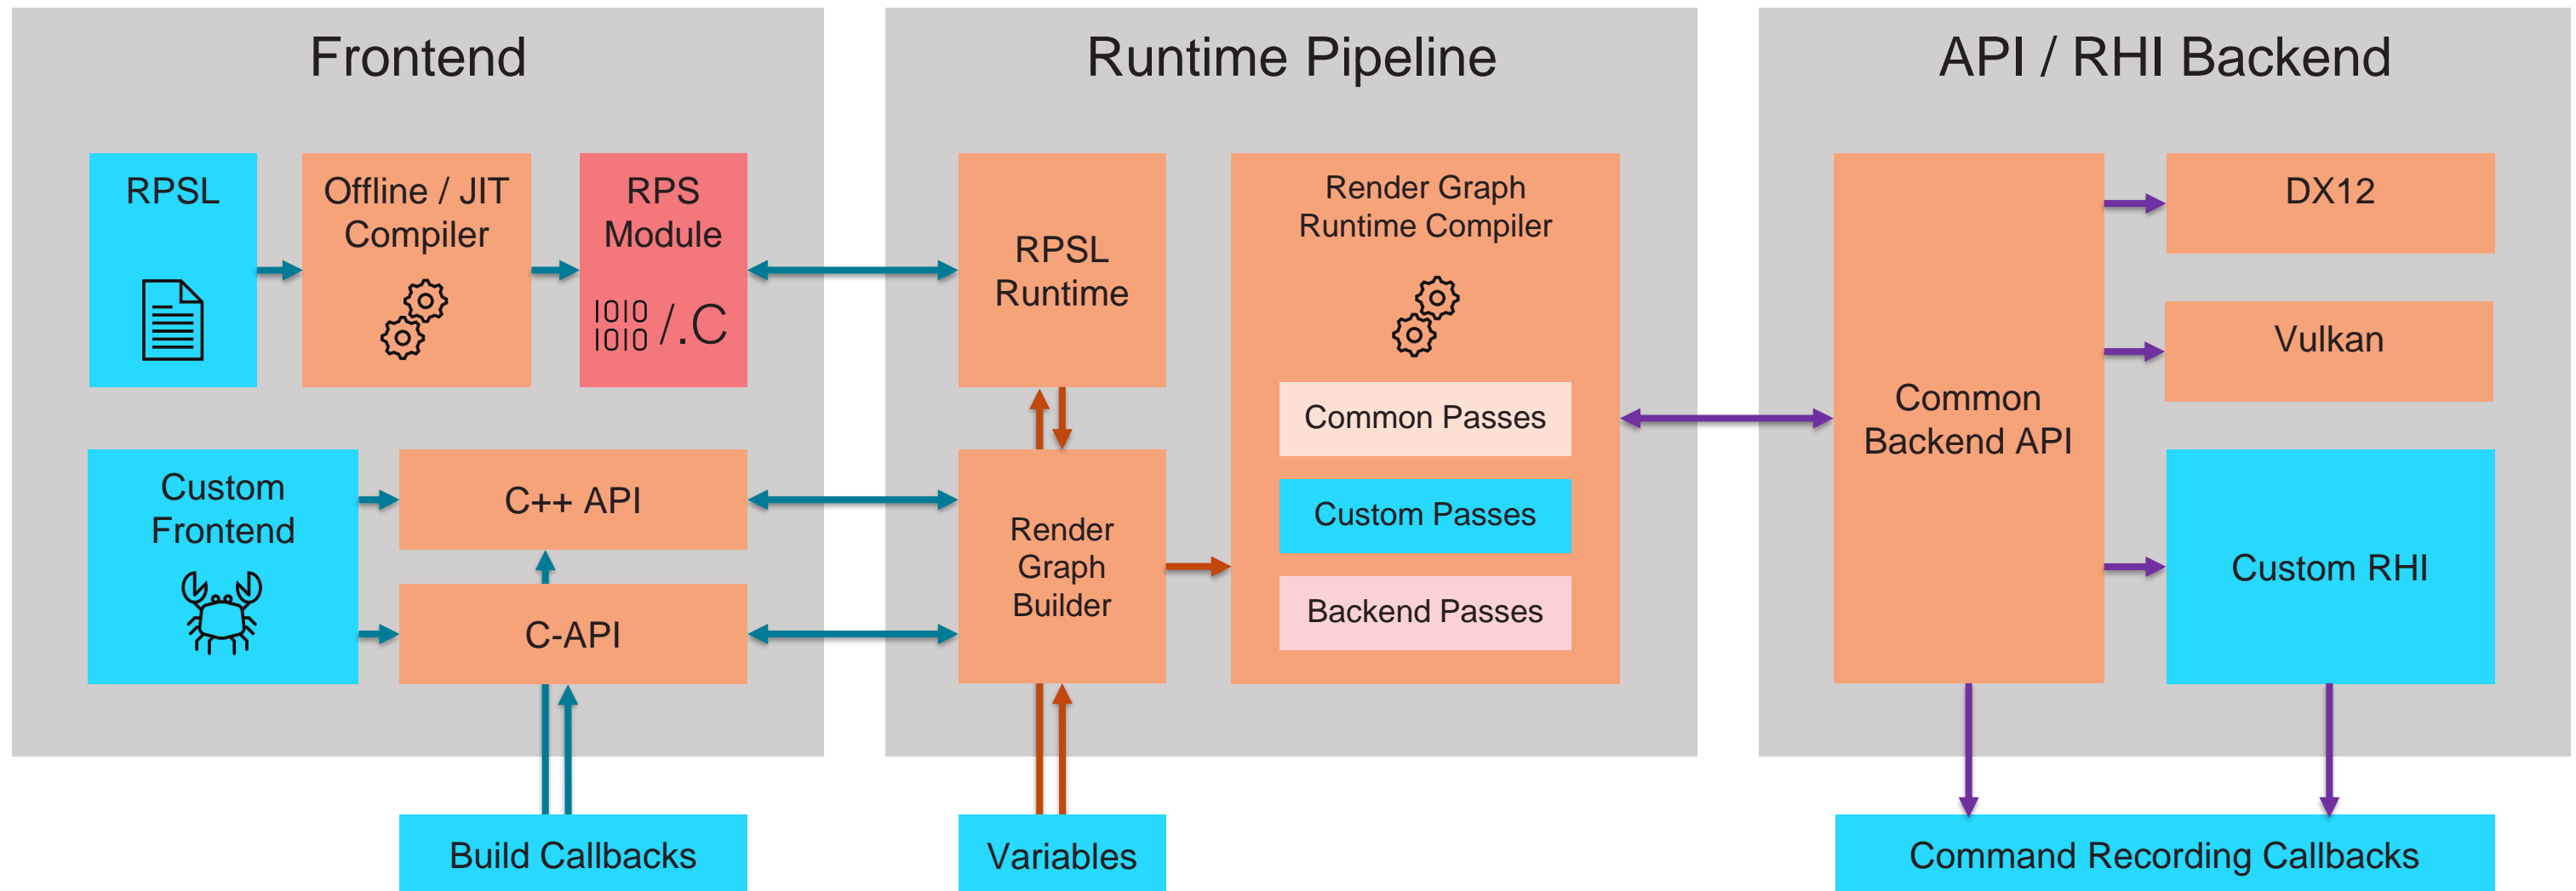 Frontend
RPSL
Offline / JIT
Compiler
RPS
Module
1010
1010
/.C
Custom
Frontend
C++ API
C-API
Build Callbacks
Runtime Pipeline
RPSL
Runtime
Render
Graph
Builder
Render Graph
Runtime Compiler
Common Passes
Custom Passes
Backend Passes
Variables
API / RHI Backend
Common
Backend API
DX12
Vulkan
Custom RHI
Command Recording Callbacks